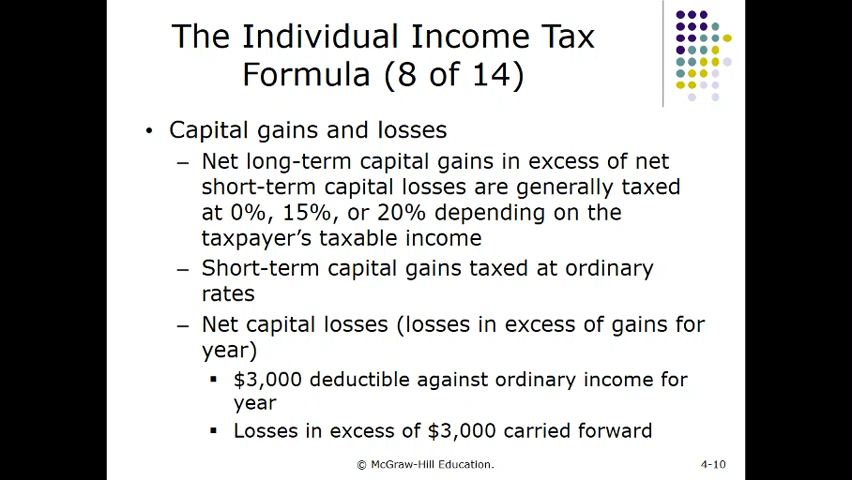 The Individual Income Tax
Formula (8 of 14)
• Capital gains and losses
– Net long-term capital gains in excess of net
short-term capital losses are generally taxed
at 0%, 15%, or 20% depending on the
taxpayer’s taxable income
– Short-term capital gains taxed at ordinary
rates
– Net capital losses (losses in excess of gains for
year)
▪ $3,000 deductible against ordinary income for
year
▪ Losses in excess of $3,000 carried forward
© McGraw-Hill Education.
4-10